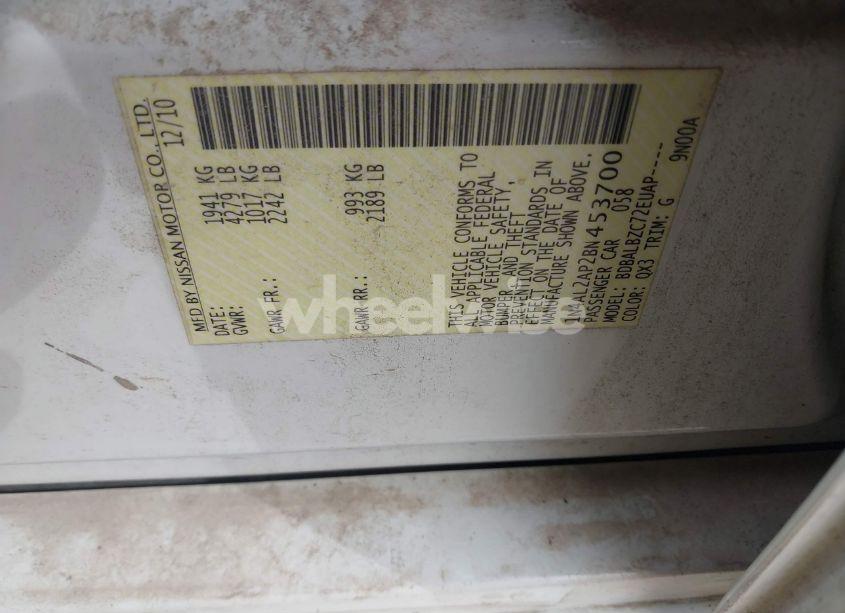 MFD BY NISSAN MOTOR CO., LTD.
DATE: 12/10
GVWR: 1941 KG
4279 LB
GAWR FR.: 1017 KG
2242 LB
GAWR RR.: 993 KG
2189 LB
THIS VEHICLE CONFORMS TO
ALL APPLICABLE FEDERAL
MOTOR VEHICLE SAFETY,
BUMPER, AND THEFT
PREVENTION STANDARDS IN
EFFECT ON THE DATE OF
MANUFACTURE SHOWN ABOVE.
1N4AL2AP2BN453700
PASSENGER CAR 058
MODEL: BDBALBZC72EUAP-----
COLOR: QX3 TRIM: G
9N00A
wheelwise